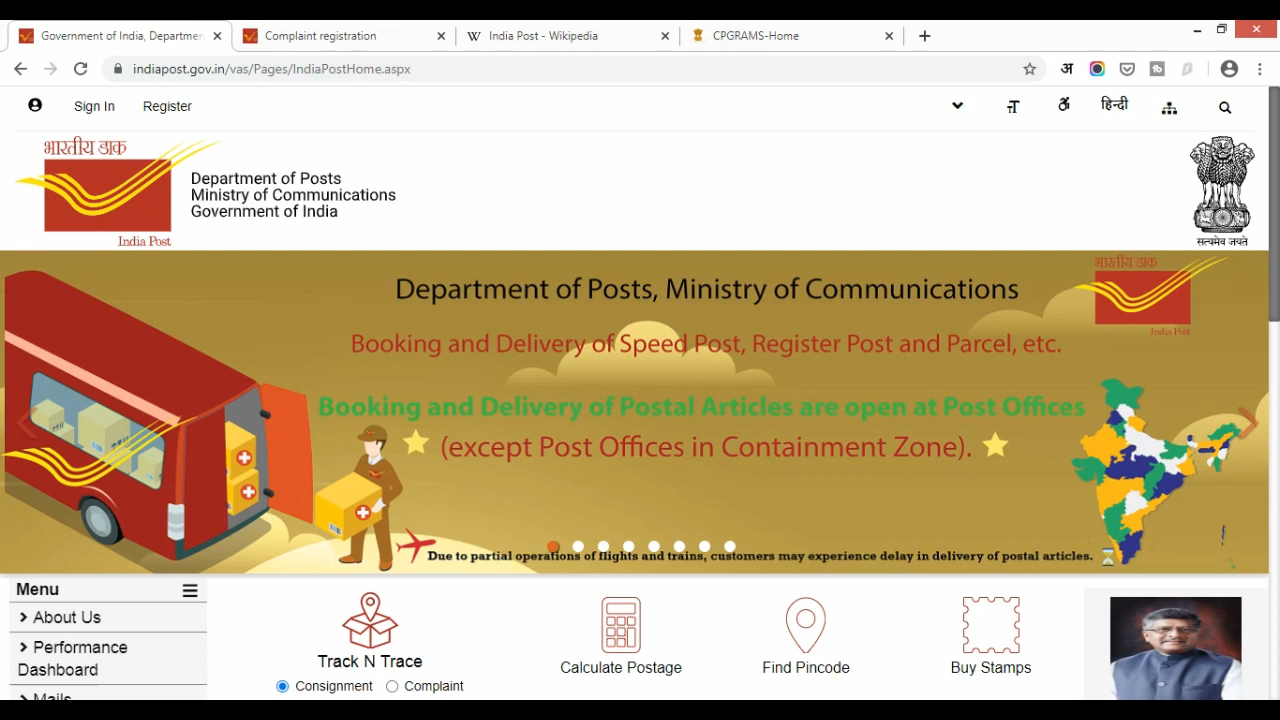 Government of India, Departmen
Complaint registration
India Post - Wikipedia
CPGRAMS-Home
indiapost.gov.in/vas/Pages/IndiaPostHome.aspx
अ
Sign In
Register
हिन्दी
भारतीय डाक
India Post
Department of Posts
Ministry of Communications
Government of India
सत्यमेव जयते
भारतीय डाक
India Post
Department of Posts, Ministry of Communications
Booking and Delivery of Speed Post, Register Post and Parcel, etc.
Booking and Delivery of Postal Articles are open at Post Offices
(except Post Offices in Containment Zone).
Due to partial operations of flights and trains, customers may experience delay in delivery of postal articles.
Menu
About Us
Performance
Dashboard
Mails
Track N Trace
Consignment
Complaint
Calculate Postage
Find Pincode
Buy Stamps